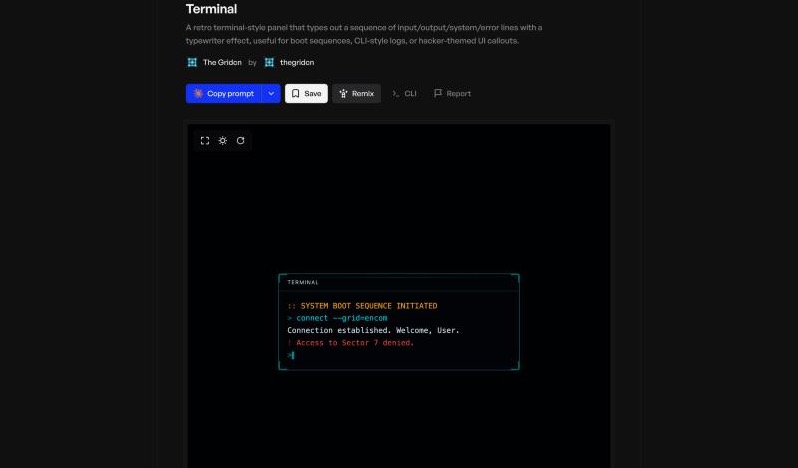 Terminal
A retro terminal-style panel that types out a sequence of input/output/system/error lines with a
typewriter effect, useful for boot sequences, CLI-style logs, or hacker-themed UI callouts.
The Gridon by thegridon
Copy prompt Save Remix CLI Report
TERMINAL
:: SYSTEM BOOT SEQUENCE INITIATED
> connect --grid=encom
Connection established. Welcome, User.
! Access to Sector 7 denied.
>